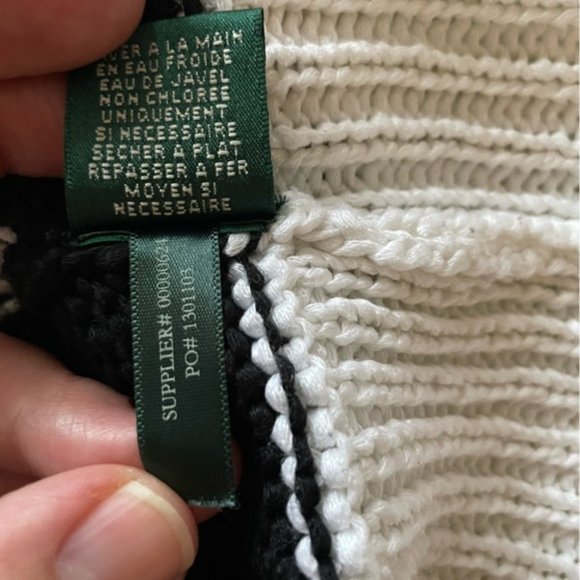 À LA MAIN
EN EAU FROIDE
EAU DE JAVEL
NON CHLOREE
UNIQUEMENT
SI NECESSAIRE
SECHER A PLAT
REPASSER A FER
MOYEN SI
NECESSAIRE
SUPPLIER#
PO# 1301103